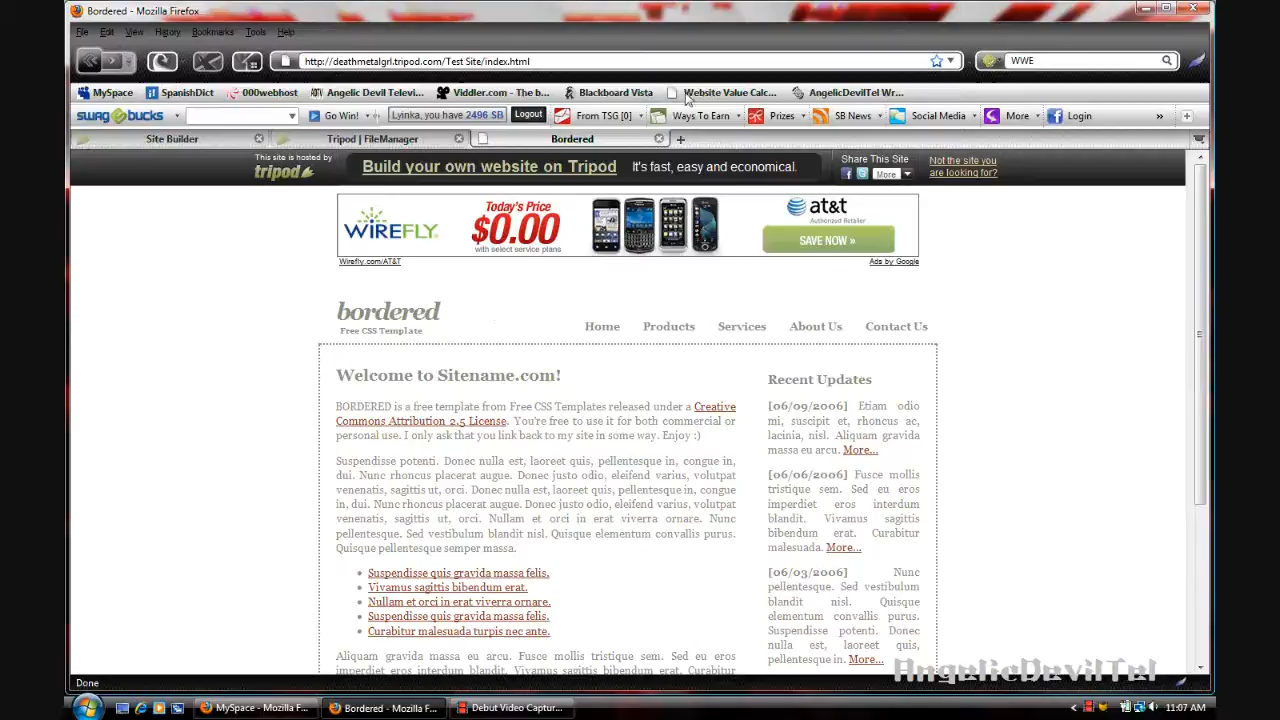 Bordered - Mozilla Firefox
File Edit View History Bookmarks Tools Help
http://deathmetalgrl.tripod.com/Test Site/index.html
WWE
MySpace SpanishDict 000webhost Angelic Devil Televi... Viddler.com - The b... Blackboard Vista Website Value Calc... AngelicDevilTel Wr...
swagbucks Go Win! Lyinka, you have 2496 SB Logout From TSG [0] Ways To Earn Prizes SB News Social Media More Login »
Site Builder Tripod | FileManager Bordered
This site is hosted by
tripod
Build your own website on Tripod It's fast, easy and economical.
Share This Site
More
Not the site you
are looking for?
WIREFLY
Today's Price
$0.00
with select service plans
at&t
Authorized Retailer
SAVE NOW »
Wirefly.com/AT&T Ads by Google
bordered
Free CSS Template
Home Products Services About Us Contact Us
Welcome to Sitename.com!
BORDERED is a free template from Free CSS Templates released under a Creative
Commons Attribution 2.5 License. You're free to use it for both commercial or
personal use. I only ask that you link back to my site in some way. Enjoy :)
Suspendisse potenti. Donec nulla est, laoreet quis, pellentesque in, congue in,
dui. Nunc rhoncus placerat augue. Donec justo odio, eleifend varius, volutpat
venenatis, sagittis ut, orci. Donec nulla est, laoreet quis, pellentesque in, congue
in, dui. Nunc rhoncus placerat augue. Donec justo odio, eleifend varius, volutpat
venenatis, sagittis ut, orci. Nullam et orci in erat viverra ornare. Nunc
pellentesque. Sed vestibulum blandit nisl. Quisque elementum convallis purus.
Quisque pellentesque semper massa.
Suspendisse quis gravida massa felis,
Vivamus sagittis bibendum erat.
Nullam et orci in erat viverra ornare.
Suspendisse quis gravida massa felis,
Curabitur malesuada turpis nec ante.
Aliquam gravida massa eu arcu. Fusce mollis tristique sem. Sed eu eros
imperdiet eros interdum blandit. Vivamus sagittis bibendum erat. Curabitur
Recent Updates
[06/09/2006] Etiam odio
mi, suscipit et, rhoncus ac,
lacinia, nisl. Aliquam gravida
massa eu arcu. More...
[06/06/2006] Fusce mollis
tristique sem. Sed eu eros
imperdiet eros interdum
blandit. Vivamus sagittis
bibendum erat. Curabitur
malesuada. More...
[06/03/2006] Nunc
pellentesque. Sed vestibulum
blandit nisl. Quisque
elementum convallis purus.
Suspendisse potenti. Donec
nulla est, laoreet quis,
pellentesque in. More...
AngelicDevilTel
Done
MySpace - Mozilla F... Bordered - Mozilla F... Debut Video Captur... 11:07 AM